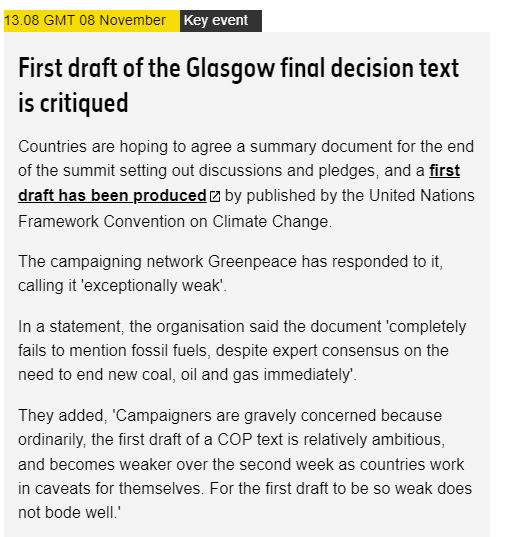 13.08 GMT 08 November Key event
First draft of the Glasgow final decision text
is critiqued
Countries are hoping to agree a summary document for the end
of the summit setting out discussions and pledges, and a first
draft has been produced by published by the United Nations
Framework Convention on Climate Change.
The campaigning network Greenpeace has responded to it,
calling it 'exceptionally weak'.
In a statement, the organisation said the document 'completely
fails to mention fossil fuels, despite expert consensus on the
need to end new coal, oil and gas immediately'.
They added, 'Campaigners are gravely concerned because
ordinarily, the first draft of a COP text is relatively ambitious,
and becomes weaker over the second week as countries work
in caveats for themselves. For the first draft to be so weak does
not bode well.'